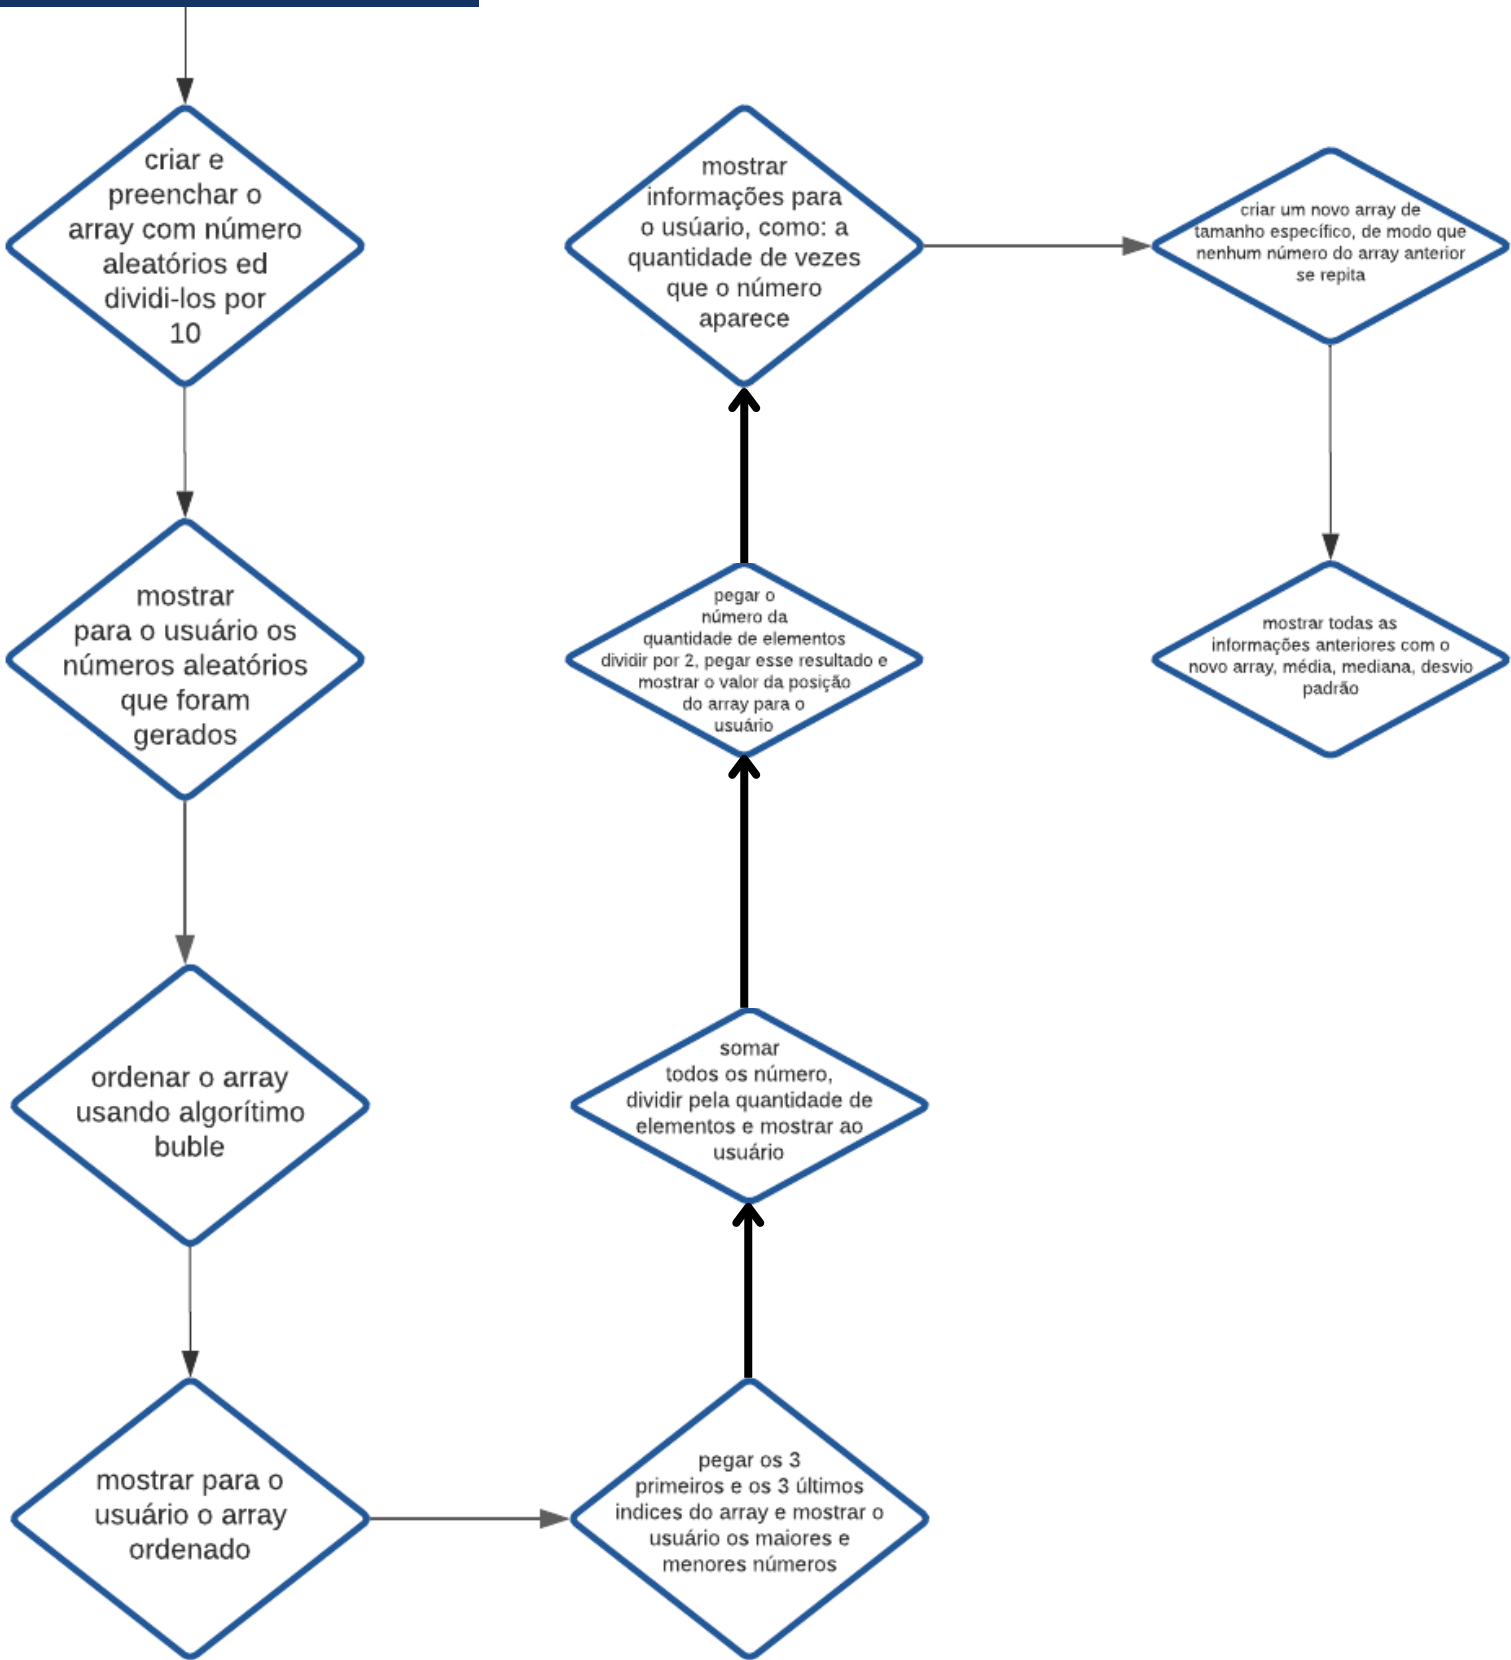 criar e
preenchar o
array com número
aleatórios ed
dividi-los por
10
mostrar
para o usuário os
números aleatórios
que foram
gerados
ordenar o array
usando algorítimo
buble
mostrar para o
usuário o array
ordenado
pegar os 3
primeiros e os 3 últimos
indices do array e mostrar o
usuário os maiores e
menores números
somar
todos os número,
dividir pela quantidade de
elementos e mostrar ao
usuário
pegar o
número da
quantidade de elementos
dividir por 2, pegar esse resultado e
mostrar o valor da posição
do array para o
usuário
mostrar
informações para
o usúario, como: a
quantidade de vezes
que o número
aparece
criar um novo array de
tamanho específico, de modo que
nenhum número do array anterior
se repita
mostrar todas as
informações anteriores com o
novo array, média, mediana, desvio
padrão